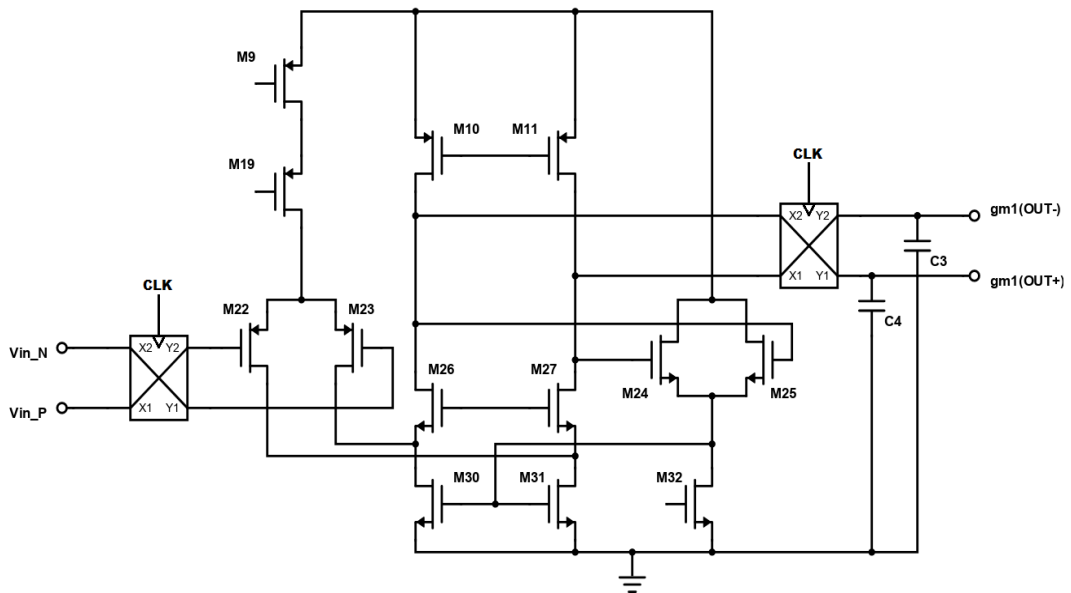 M9
M10
M11
M19
CLK
X2 Y2
X1 Y1
gm1(OUT-)
C3
gm1(OUT+)
C4
CLK
M22
M23
Vin_N
X2 Y2
Vin_P
X1 Y1
M26
M27
M24
M25
M30
M31
M32